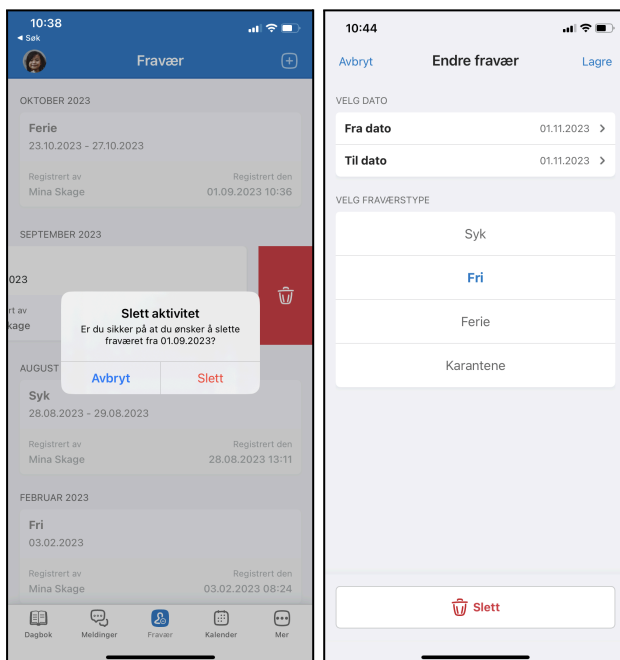 10:38
◀ Søk
Fravær
OKTOBER 2023
Ferie
23.10.2023 - 27.10.2023
Registrert av
Registrert den
Mina Skage
01.09.2023 10:36
SEPTEMBER 2023
023
rt av
kage
Slett aktivitet
Er du sikker på at du ønsker å slette
fraværet fra 01.09.2023?
Avbryt
Slett
AUGUST
Syk
28.08.2023 - 29.08.2023
Registrert av
Registrert den
Mina Skage
28.08.2023 13:11
FEBRUAR 2023
Fri
03.02.2023
Registrert av
Registrert den
Mina Skage
03.02.2023 08:24
Dagbok
Meldinger
Fravær
Kalender
Mer
10:44
Avbryt
Endre fravær
Lagre
VELG DATO
Fra dato
01.11.2023
Til dato
01.11.2023
VELG FRAVÆRSTYPE
Syk
Fri
Ferie
Karantene
Slett